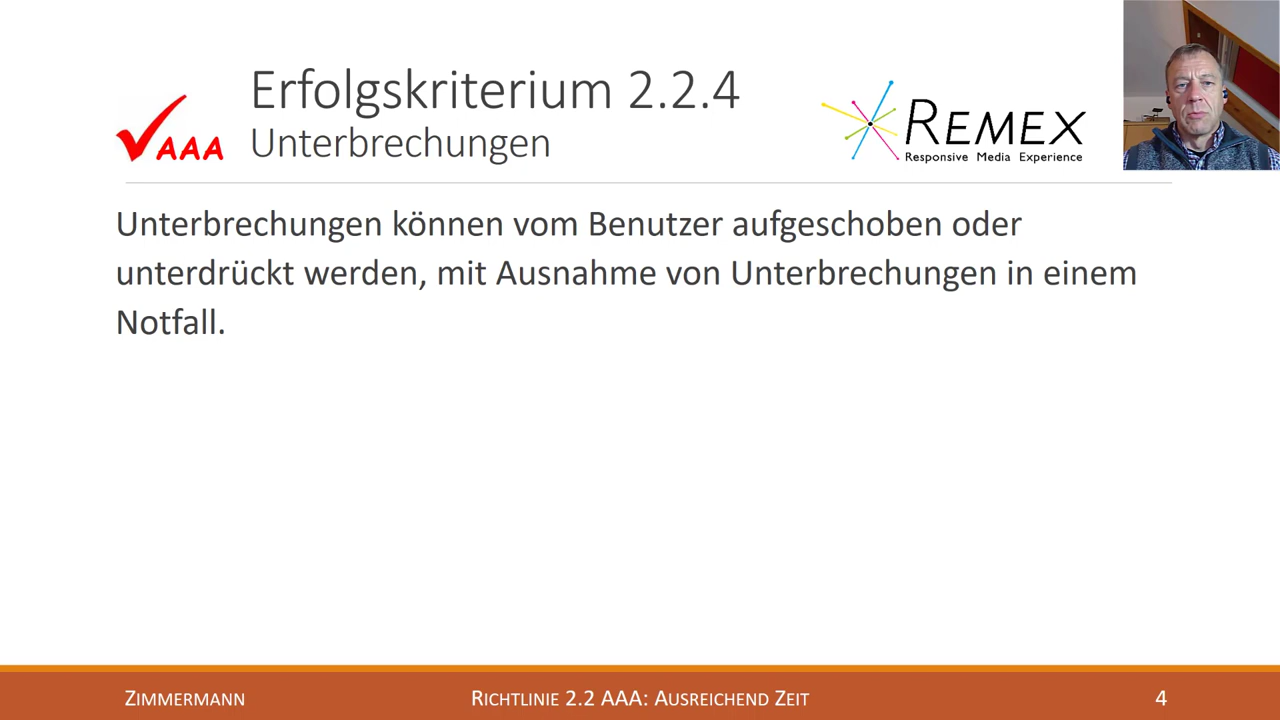 Erfolgskriterium 2.2.4
AAA
Unterbrechungen
REMEX
Responsive Media Experience
Unterbrechungen können vom Benutzer aufgeschoben oder
unterdrückt werden, mit Ausnahme von Unterbrechungen in einem
Notfall.
ZIMMERMANN
RICHTLINIE 2.2 AAA: AUSREICHEND ZEIT
4